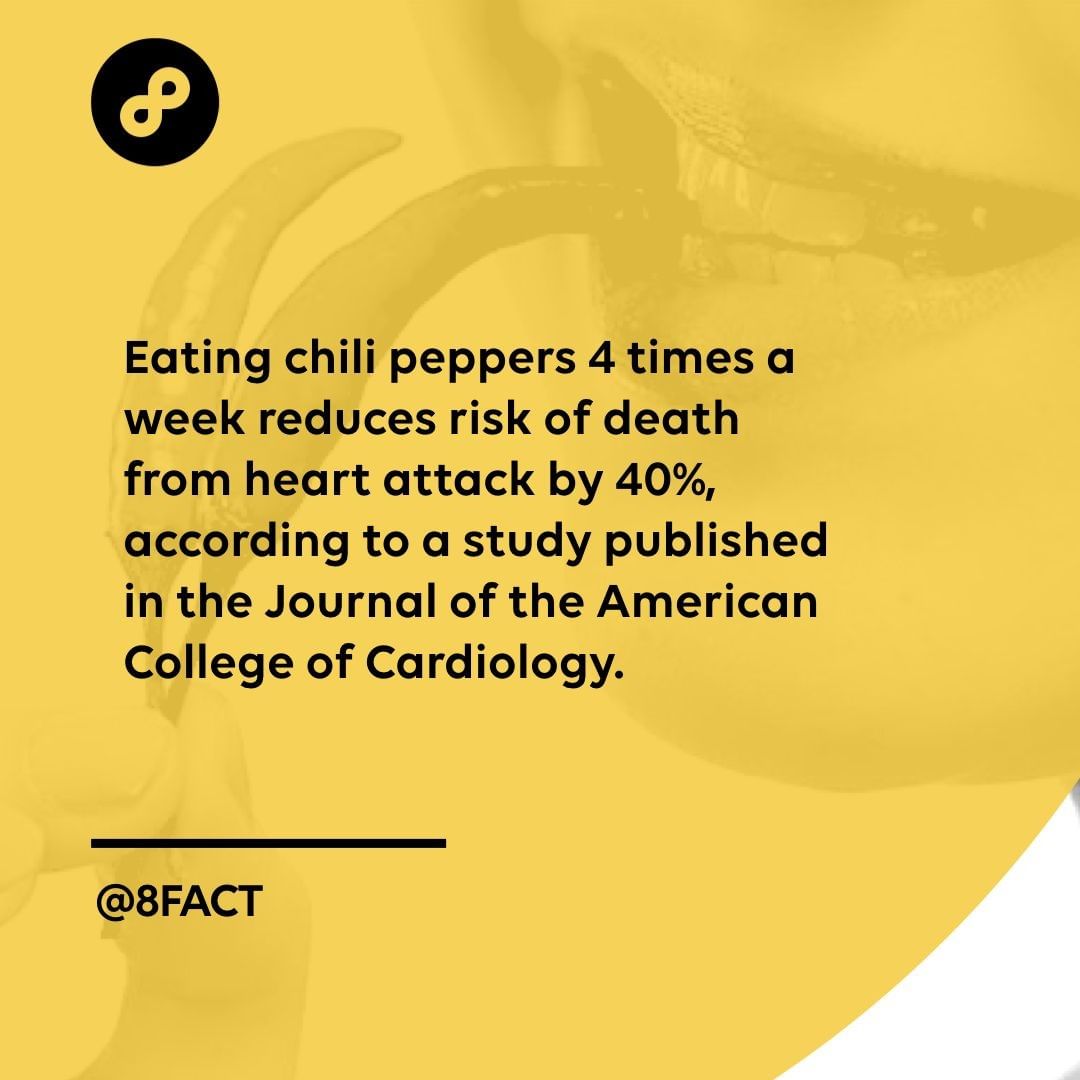 Eating chili peppers 4 times a
week reduces risk of death
from heart attack by 40%,
according to a study published
in the Journal of the American
College of Cardiology.
@8FACT